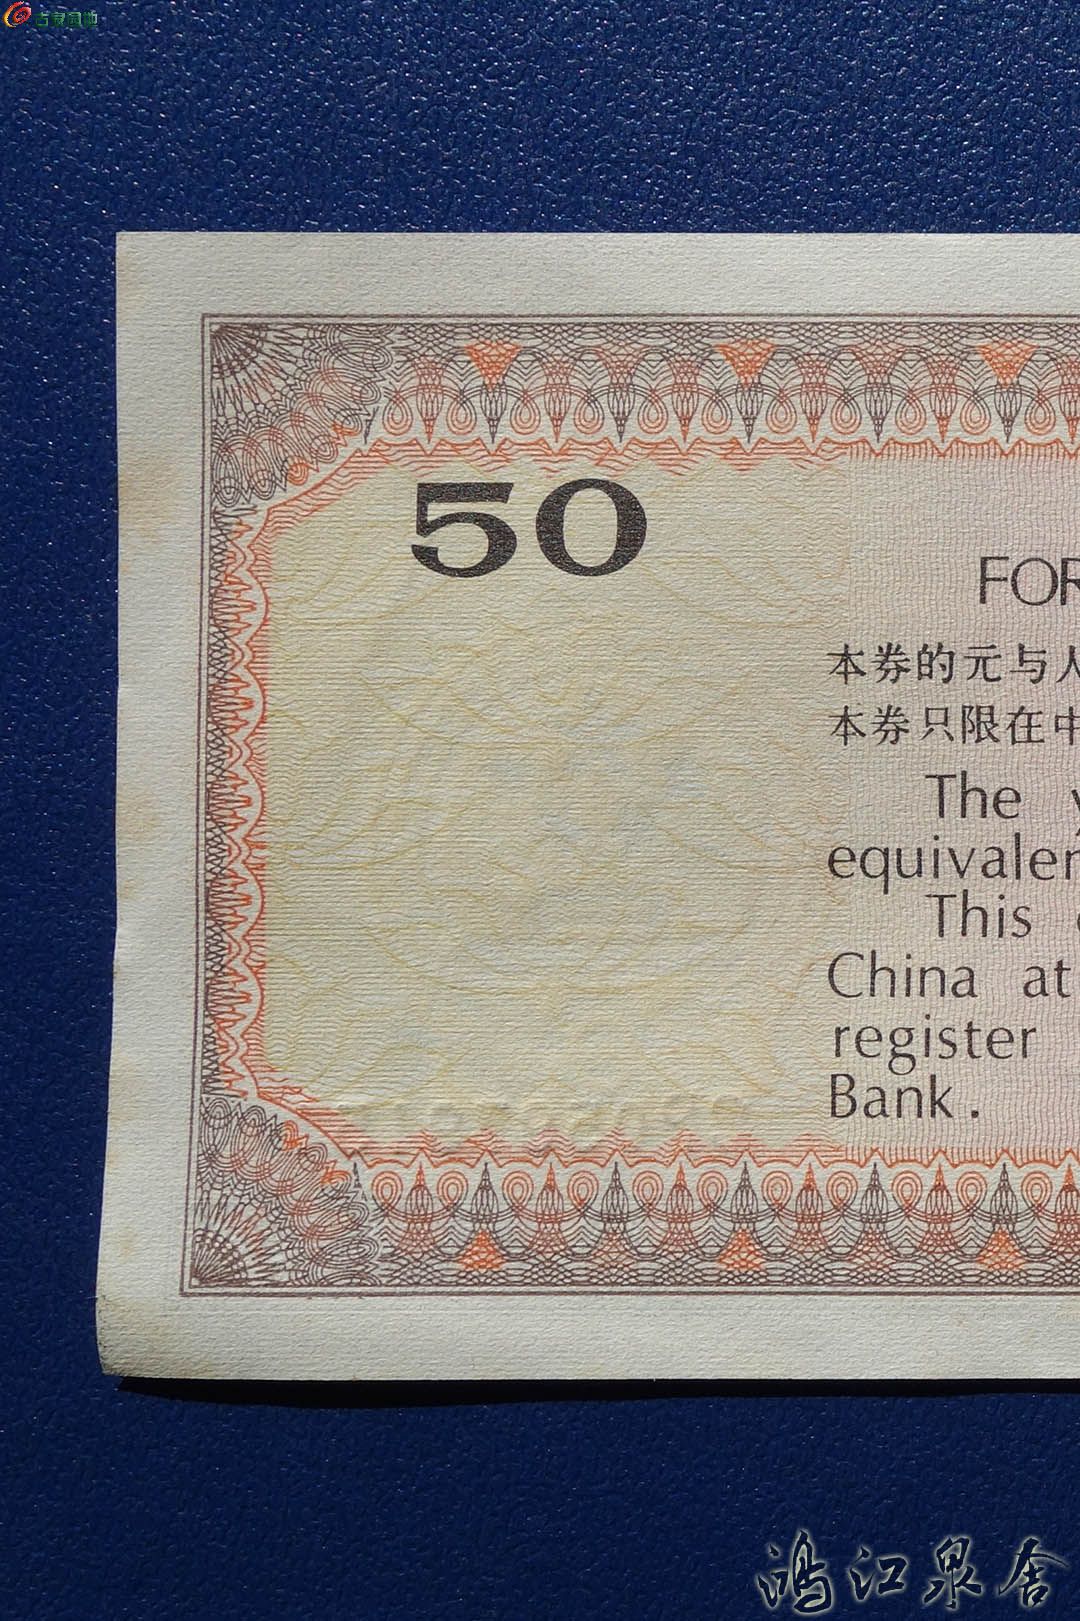 古泉园地
50
FOR
本券的元与人
本券只限在中
The y
equivalen
This c
China at
register
Bank.
鸿江泉舍